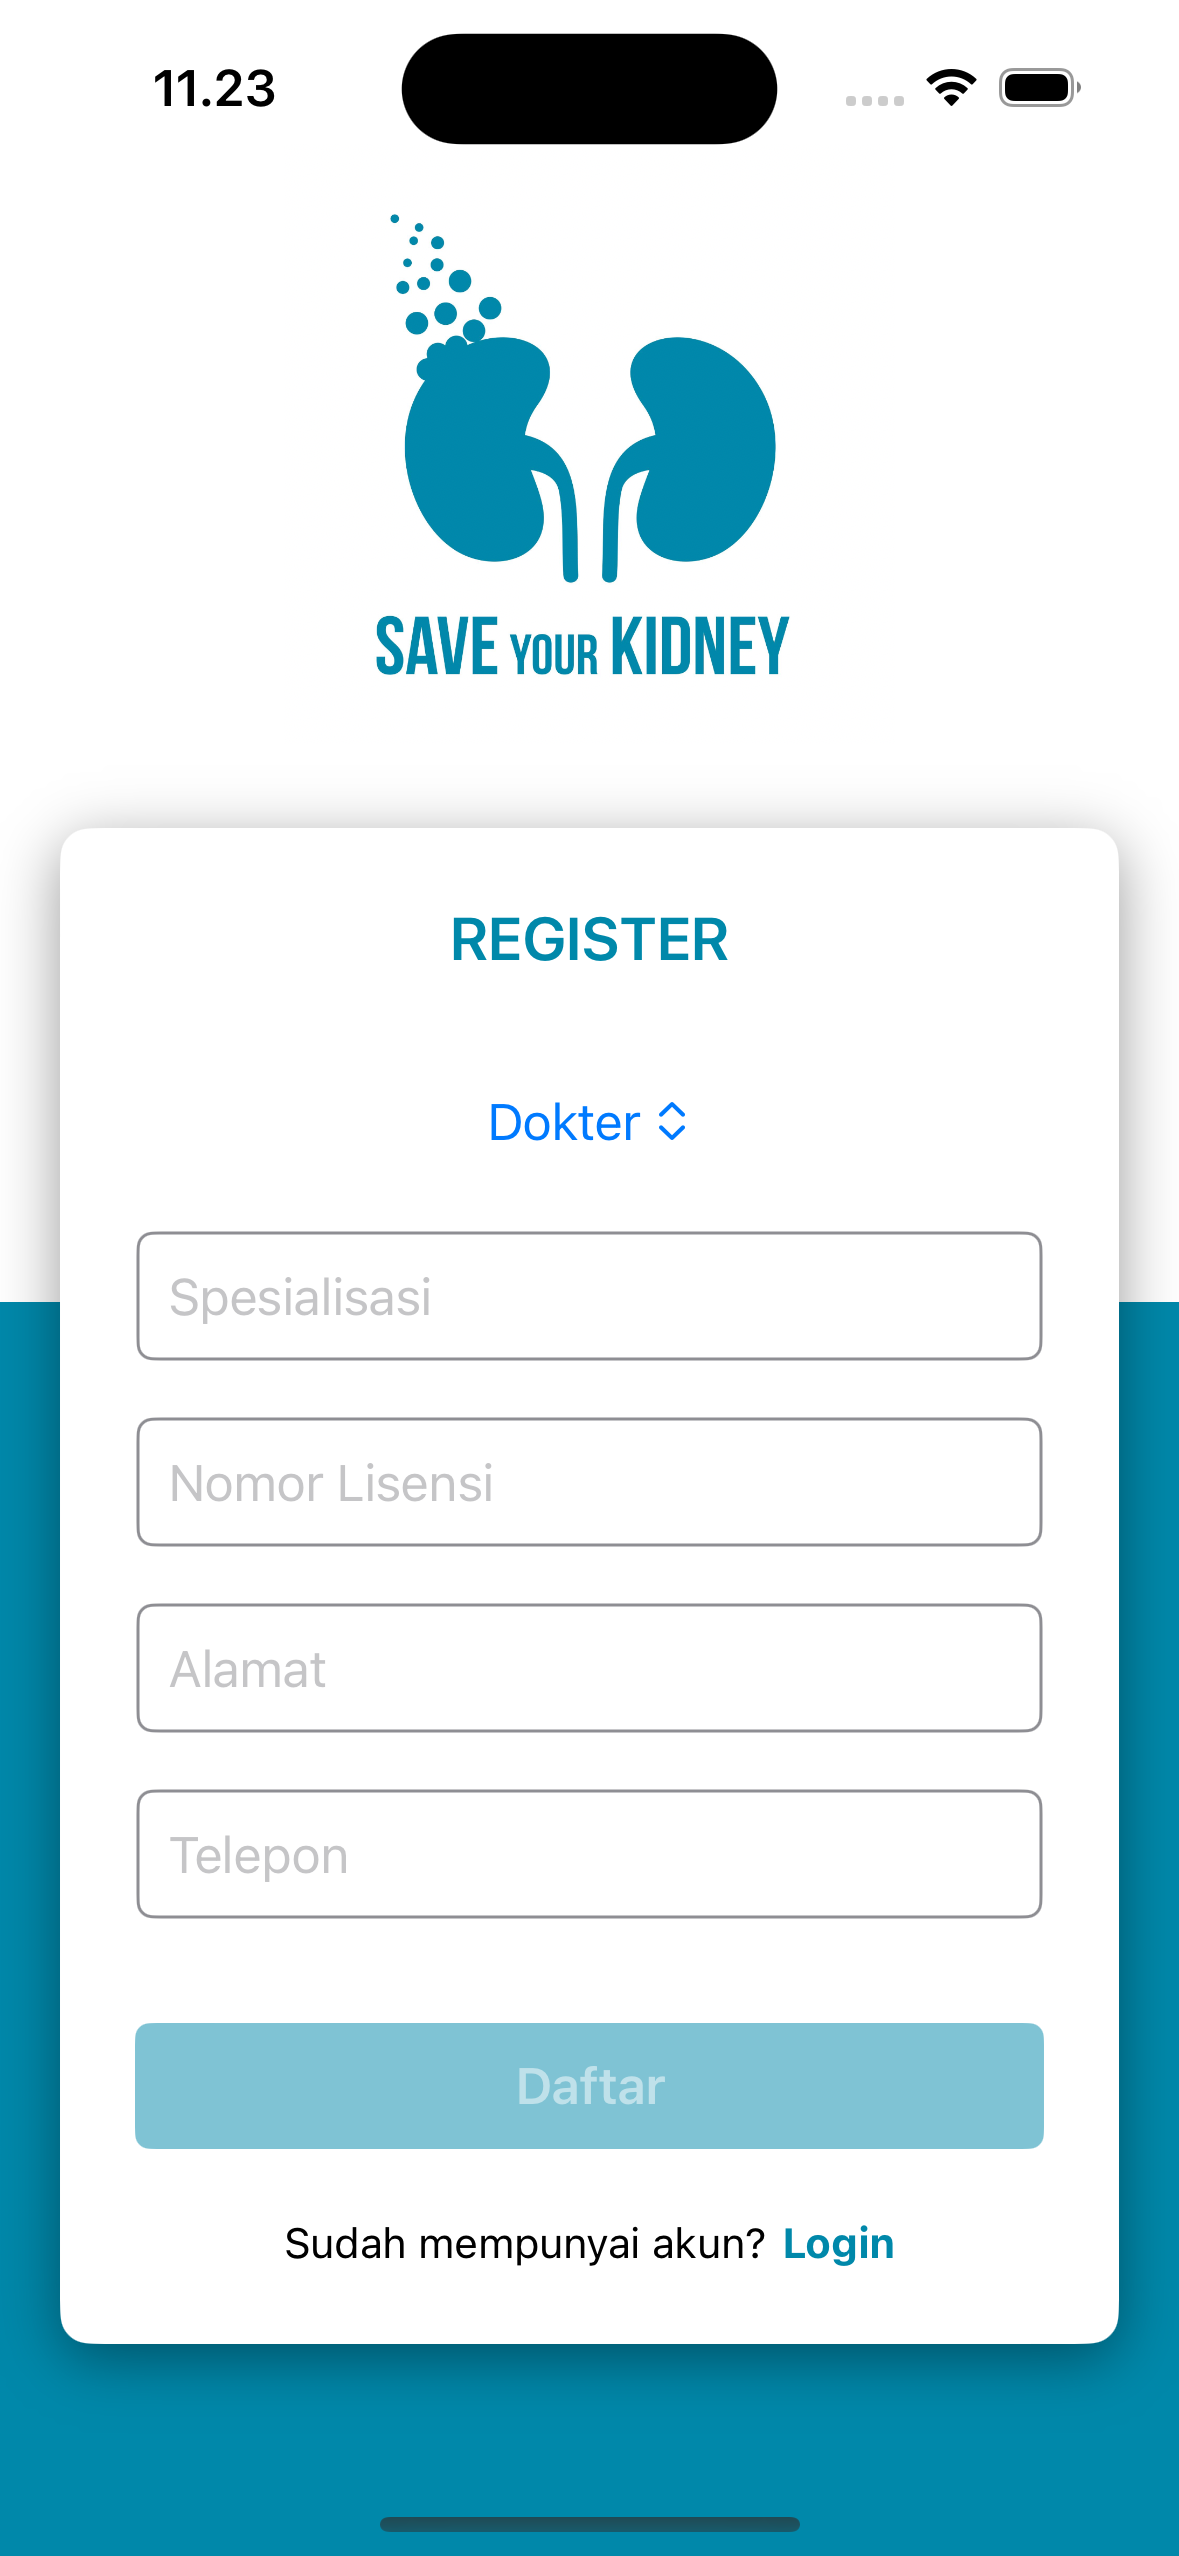 11.23
SAVE YOUR KIDNEY
REGISTER
Dokter
Spesialisasi
Nomor Lisensi
Alamat
Telepon
Daftar
Sudah mempunyai akun? Login